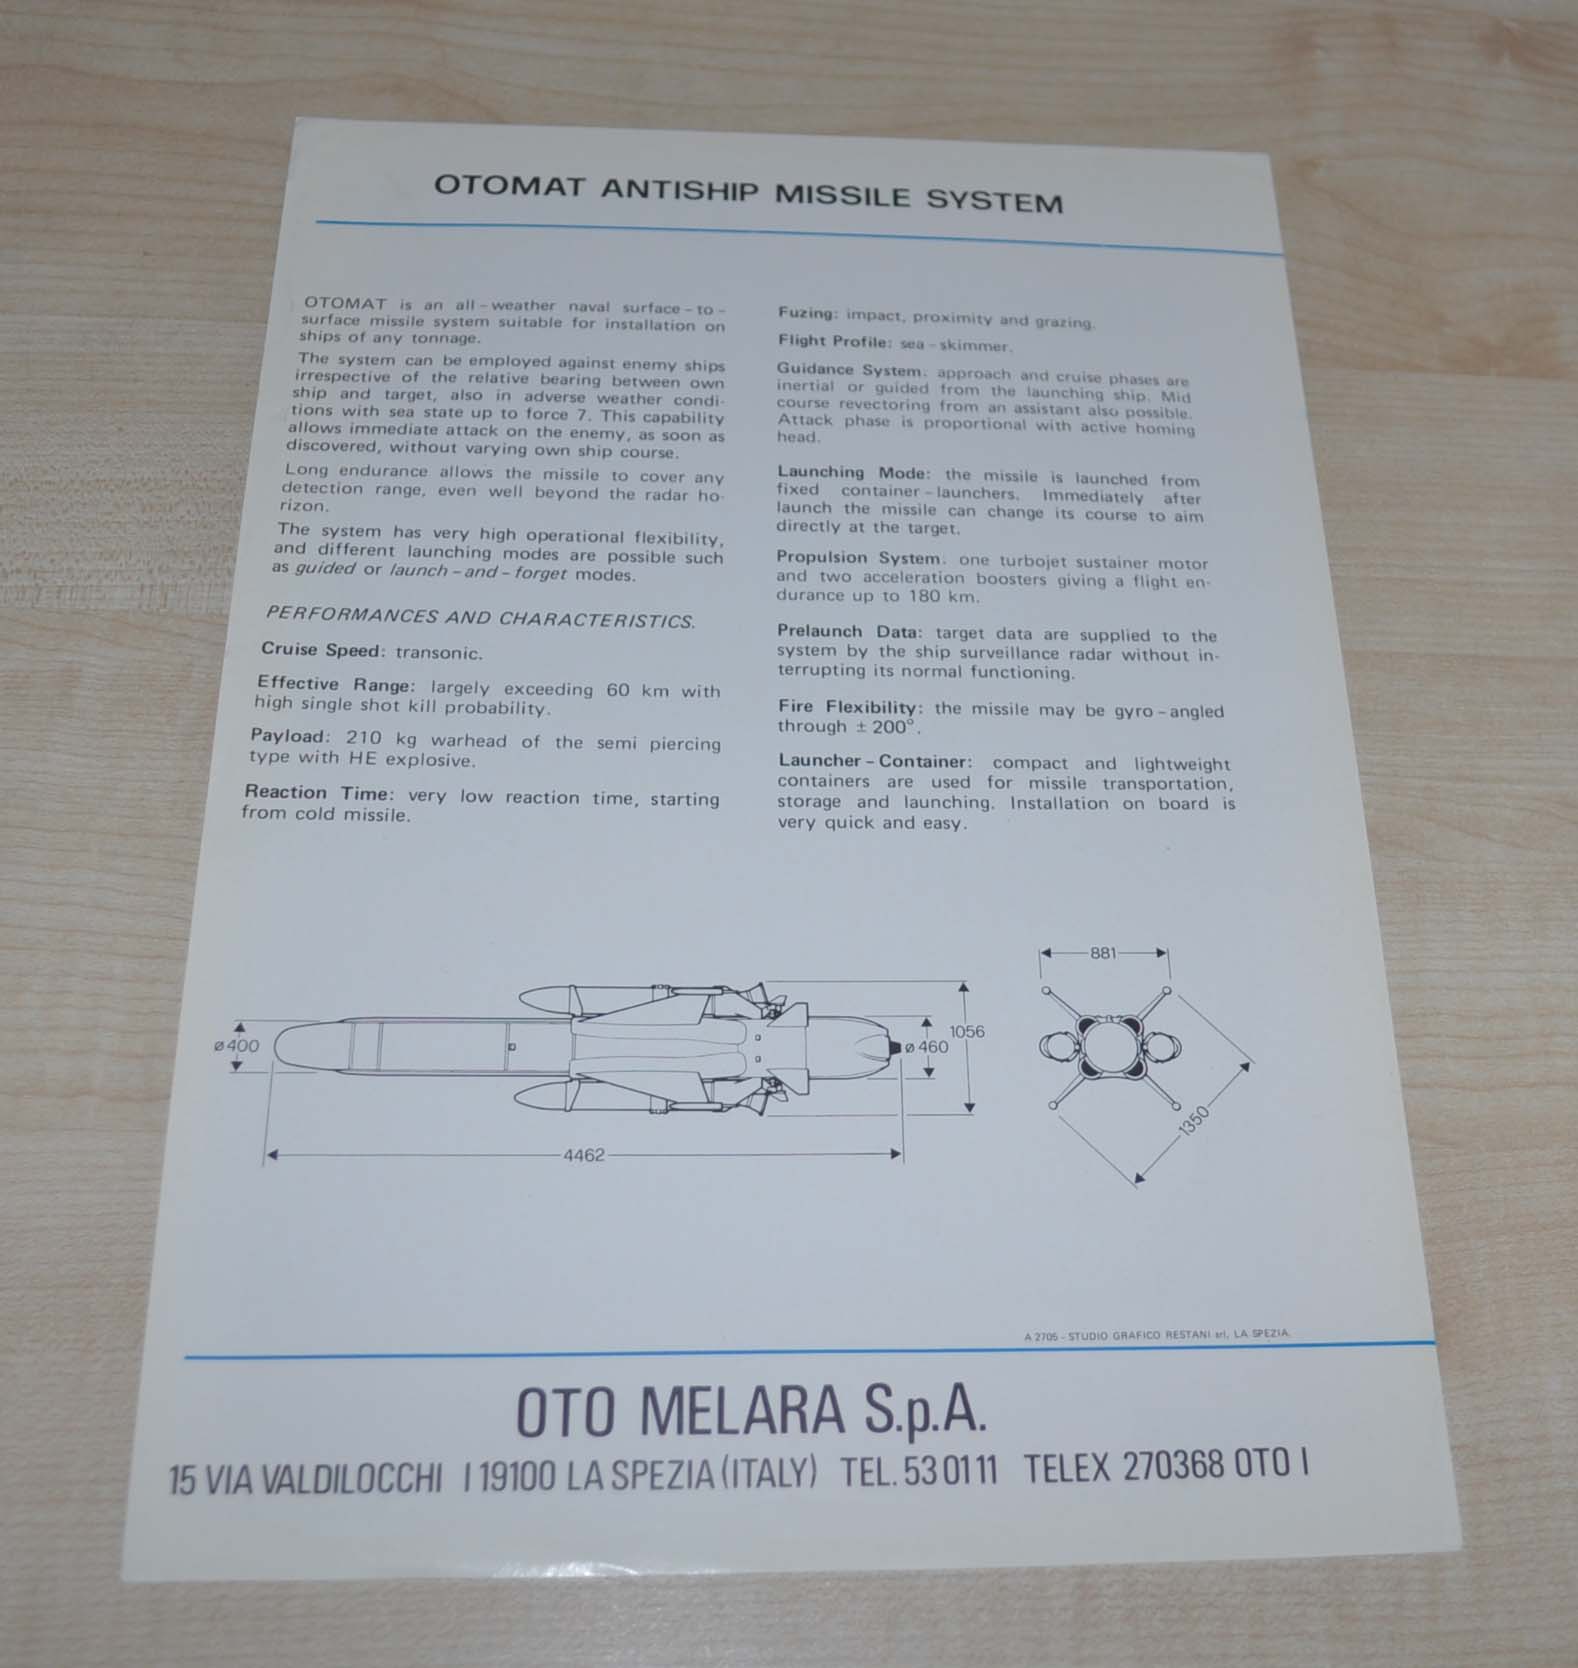 OTOMAT ANTISHIP MISSILE SYSTEM
OTOMAT is an all-weather naval surface-to-
surface missile system suitable for installation on
ships of any tonnage.
The system can be employed against enemy ships
irrespective of the relative bearing between own
ship and target, also in adverse weather condi-
tions with sea state up to force 7. This capability
allows immediate attack on the enemy, as soon as
discovered, without varying own ship course.
Long endurance allows the missile to cover any
detection range, even well beyond the radar ho-
rizon.
The system has very high operational flexibility,
and different launching modes are possible such
as guided or launch-and-forget modes.
PERFORMANCES AND CHARACTERISTICS.
Cruise Speed: transonic.
Effective Range: largely exceeding 60 km with
high single shot kill probability.
Payload: 210 kg warhead of the semi piercing
type with HE explosive.
Reaction Time: very low reaction time, starting
from cold missile.
Fuzing: impact, proximity and grazing.
Flight Profile: sea-skimmer.
Guidance System: approach and cruise phases are
inertial or guided from the launching ship. Mid
course revectoring from an assistant also possible.
Attack phase is proportional with active homing
head.
Launching Mode: the missile is launched from
fixed container-launchers. Immediately after
launch the missile can change its course to aim
directly at the target.
Propulsion System: one turbojet sustainer motor
and two acceleration boosters giving a flight en-
durance up to 180 km.
Prelaunch Data: target data are supplied to the
system by the ship surveillance radar without in-
terrupting its normal functioning.
Fire Flexibility: the missile may be gyro-angled
through ± 200°.
Launcher-Container: compact and lightweight
containers are used for missile transportation,
storage and launching. Installation on board is
very quick and easy.
881
ø 400
1056
ø 460
1350
4462
A 2705 - STUDIO GRAFICO RESTANI srl, LA SPEZIA.
OTO MELARA S.p.A.
15 VIA VALDILOCCHI I 19100 LA SPEZIA (ITALY) TEL. 53 01 11 TELEX 270368 OTO I